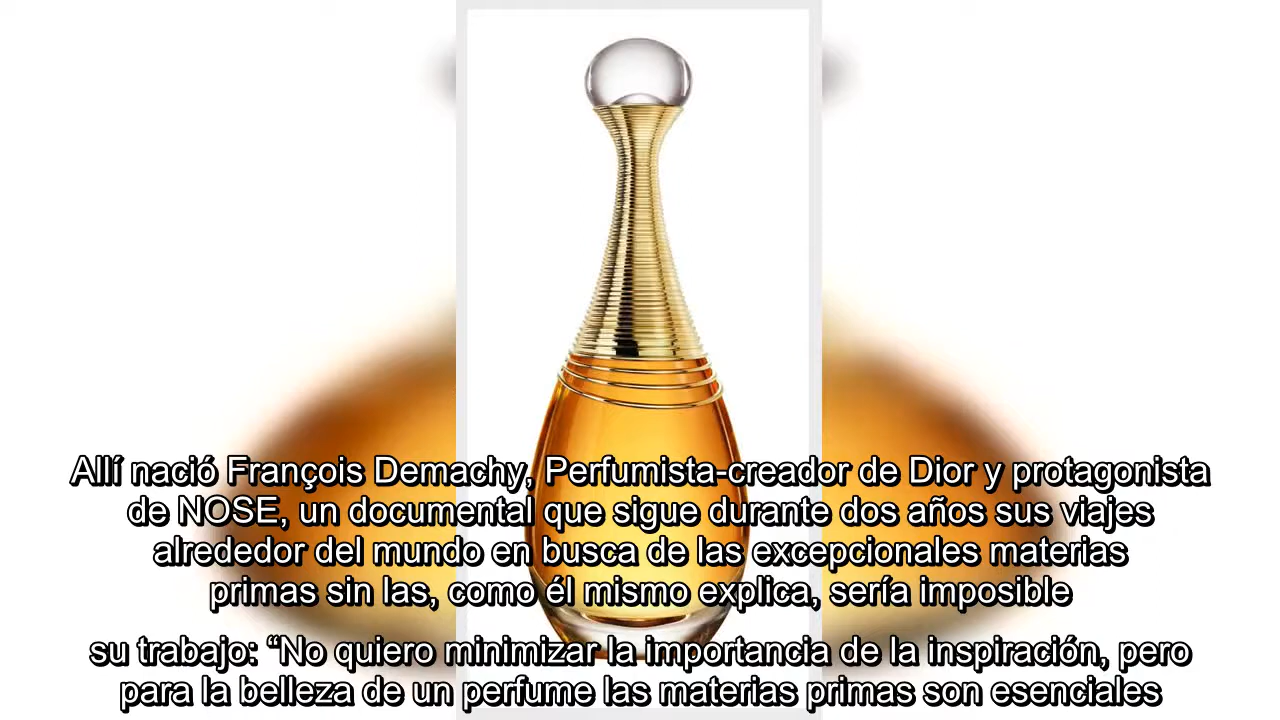 Allí nació François Demachy, Perfumista-creador de Dior y protagonista
de NOSE, un documental que sigue durante dos años sus viajes
alrededor del mundo en busca de las excepcionales materias
primas sin las, como él mismo explica, sería imposible
su trabajo: “No quiero minimizar la importancia de la inspiración, pero
para la belleza de un perfume las materias primas son esenciales